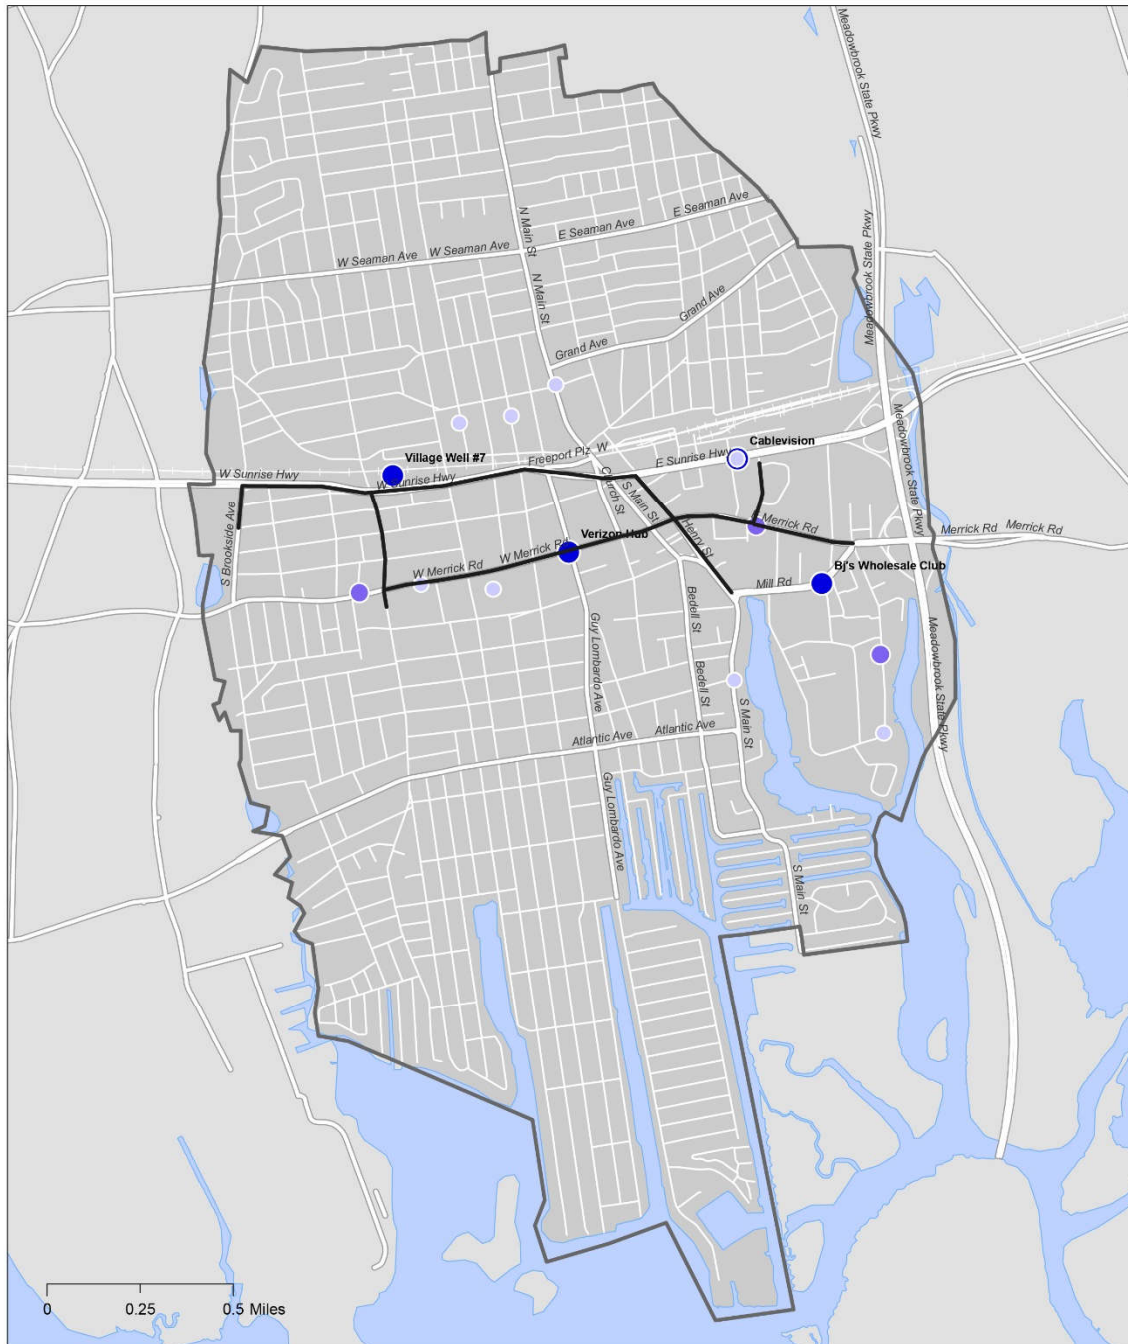 Meadowbrook State Pkwy
Meadowbrook State Pkwy
N Main St
E Seaman Ave
E Seaman Ave
W Seaman Ave
W Seaman Ave
N Main St
Grand Ave
Grand Ave
Meadowbrook State Pkwy
Cablevision
Freeport Plz W
Village Well #7
E Sunrise Hwy
W Sunrise Hwy
W Sunrise Hwy
Church St
S Main St
Meadowbrook State Pkwy
S Brookside Ave
Henry St
E Merrick Rd
Merrick Rd
Merrick Rd
Verizon Hub
W Merrick Rd
W Merrick Rd
Bj's Wholesale Club
Mill Rd
Bedell St
Guy Lombardo Ave
Bedell St
Meadowbrook State Pkwy
S Main St
Atlantic Ave
Atlantic Ave
Guy Lombardo Ave
S Main St
0 0.25 0.5 Miles